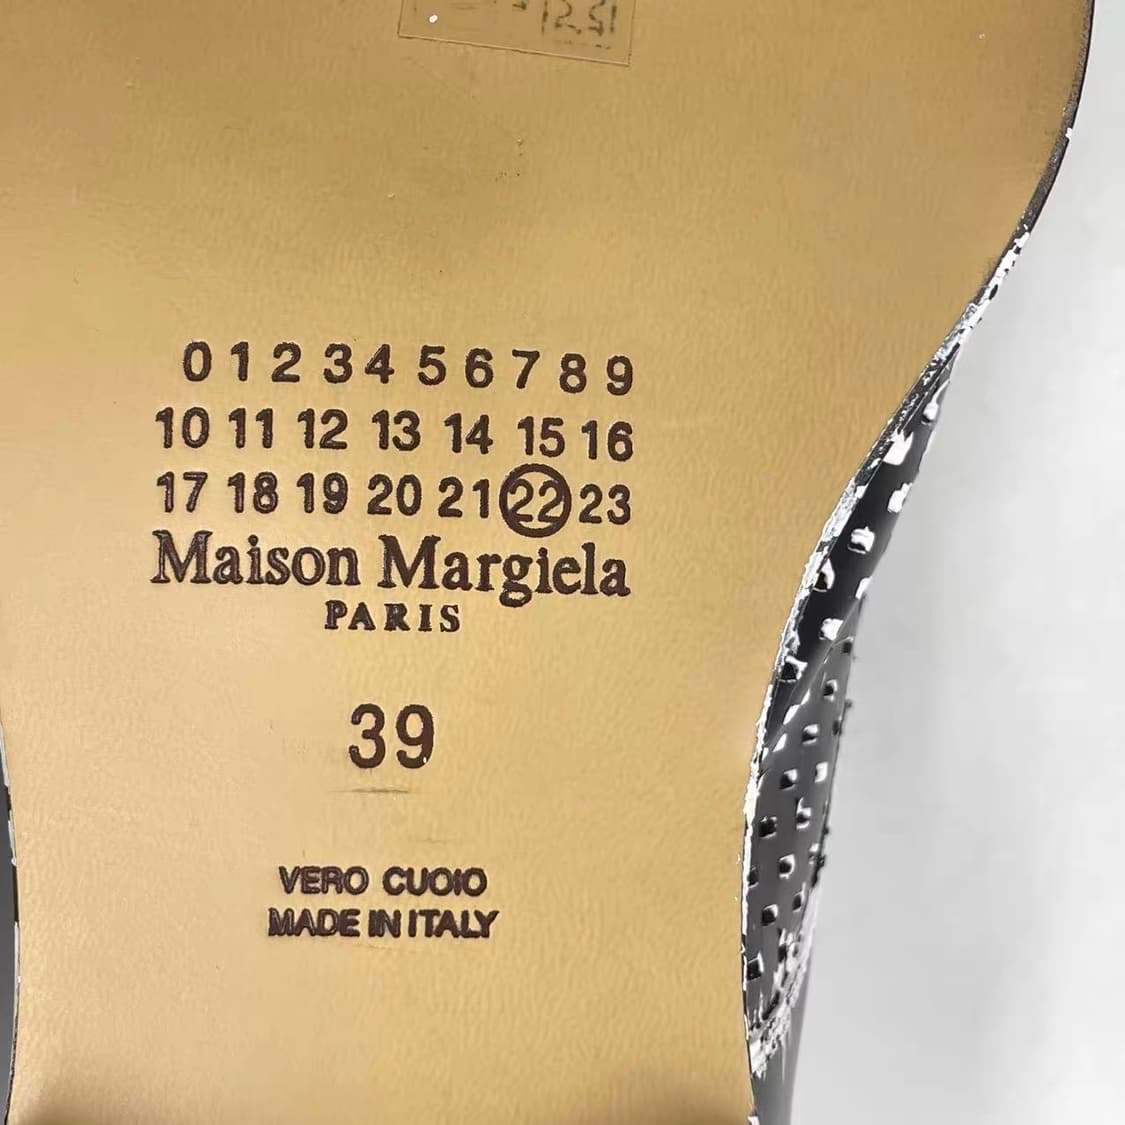 0 1 2 3 4 5 6 7 8 9
10 11 12 13 14 15 16
17 18 19 20 21 22 23
Maison Margiela
PARIS
39
VERO CUOIO
MADE IN ITALY